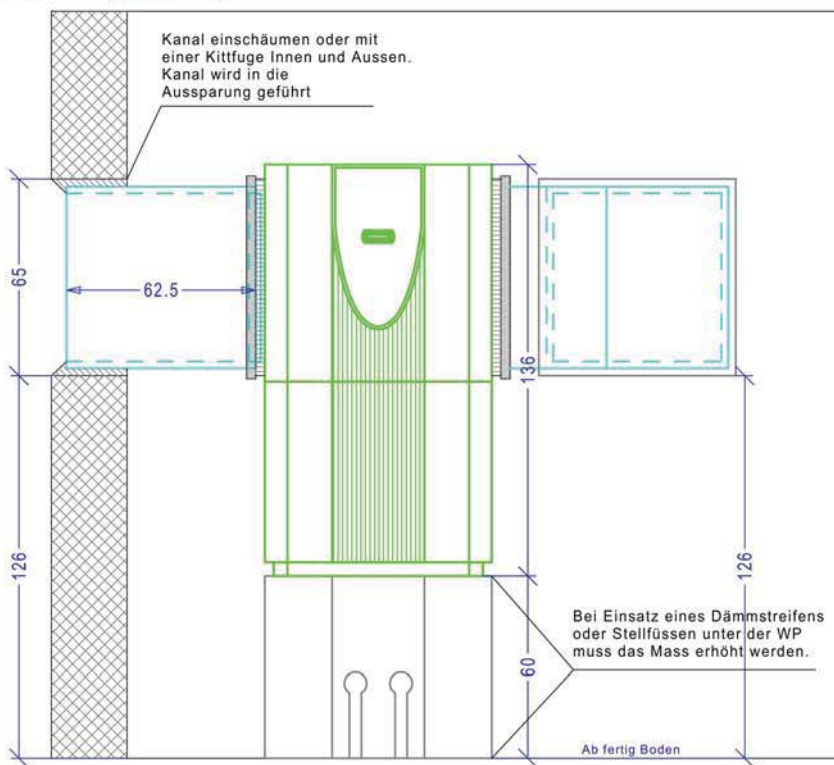 Kanal einschäumen oder mit
einer Kittfuge Innen und Aussen.
Kanal wird in die
Aussparung geführt
65
62.5
136
126
126
Bei Einsatz eines Dämmstreifens
oder Stellfüssen unter der WP
muss das Mass erhöht werden.
60
Ab fertig Boden